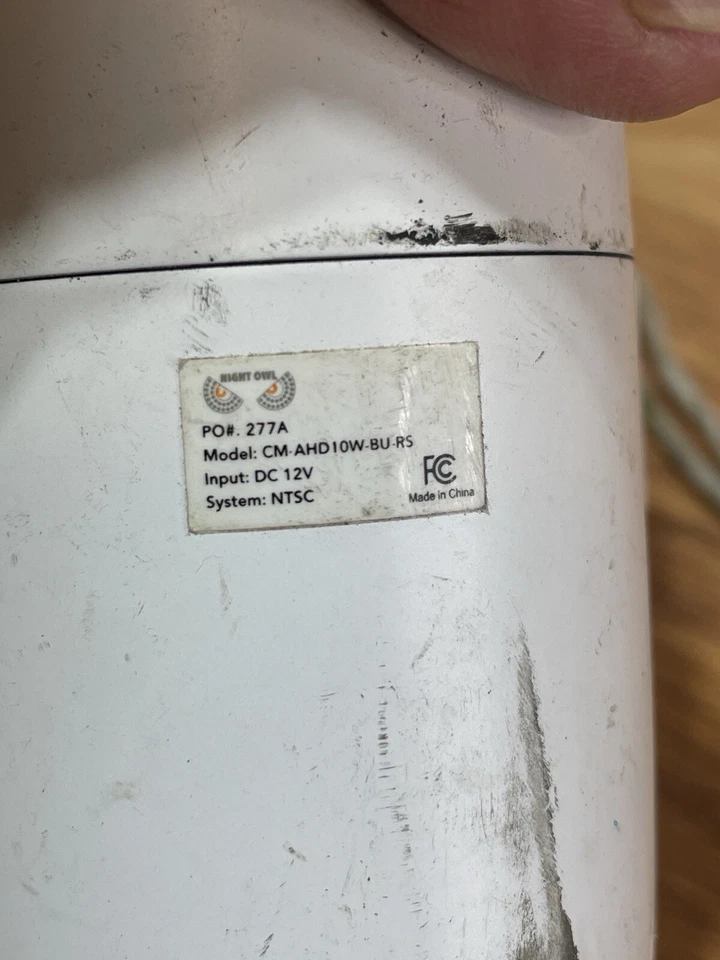 NIGHT OWL
PO#. 277A
Model: CM-AHD10W-BU-RS
Input: DC 12V
System: NTSC
FC
Made in China